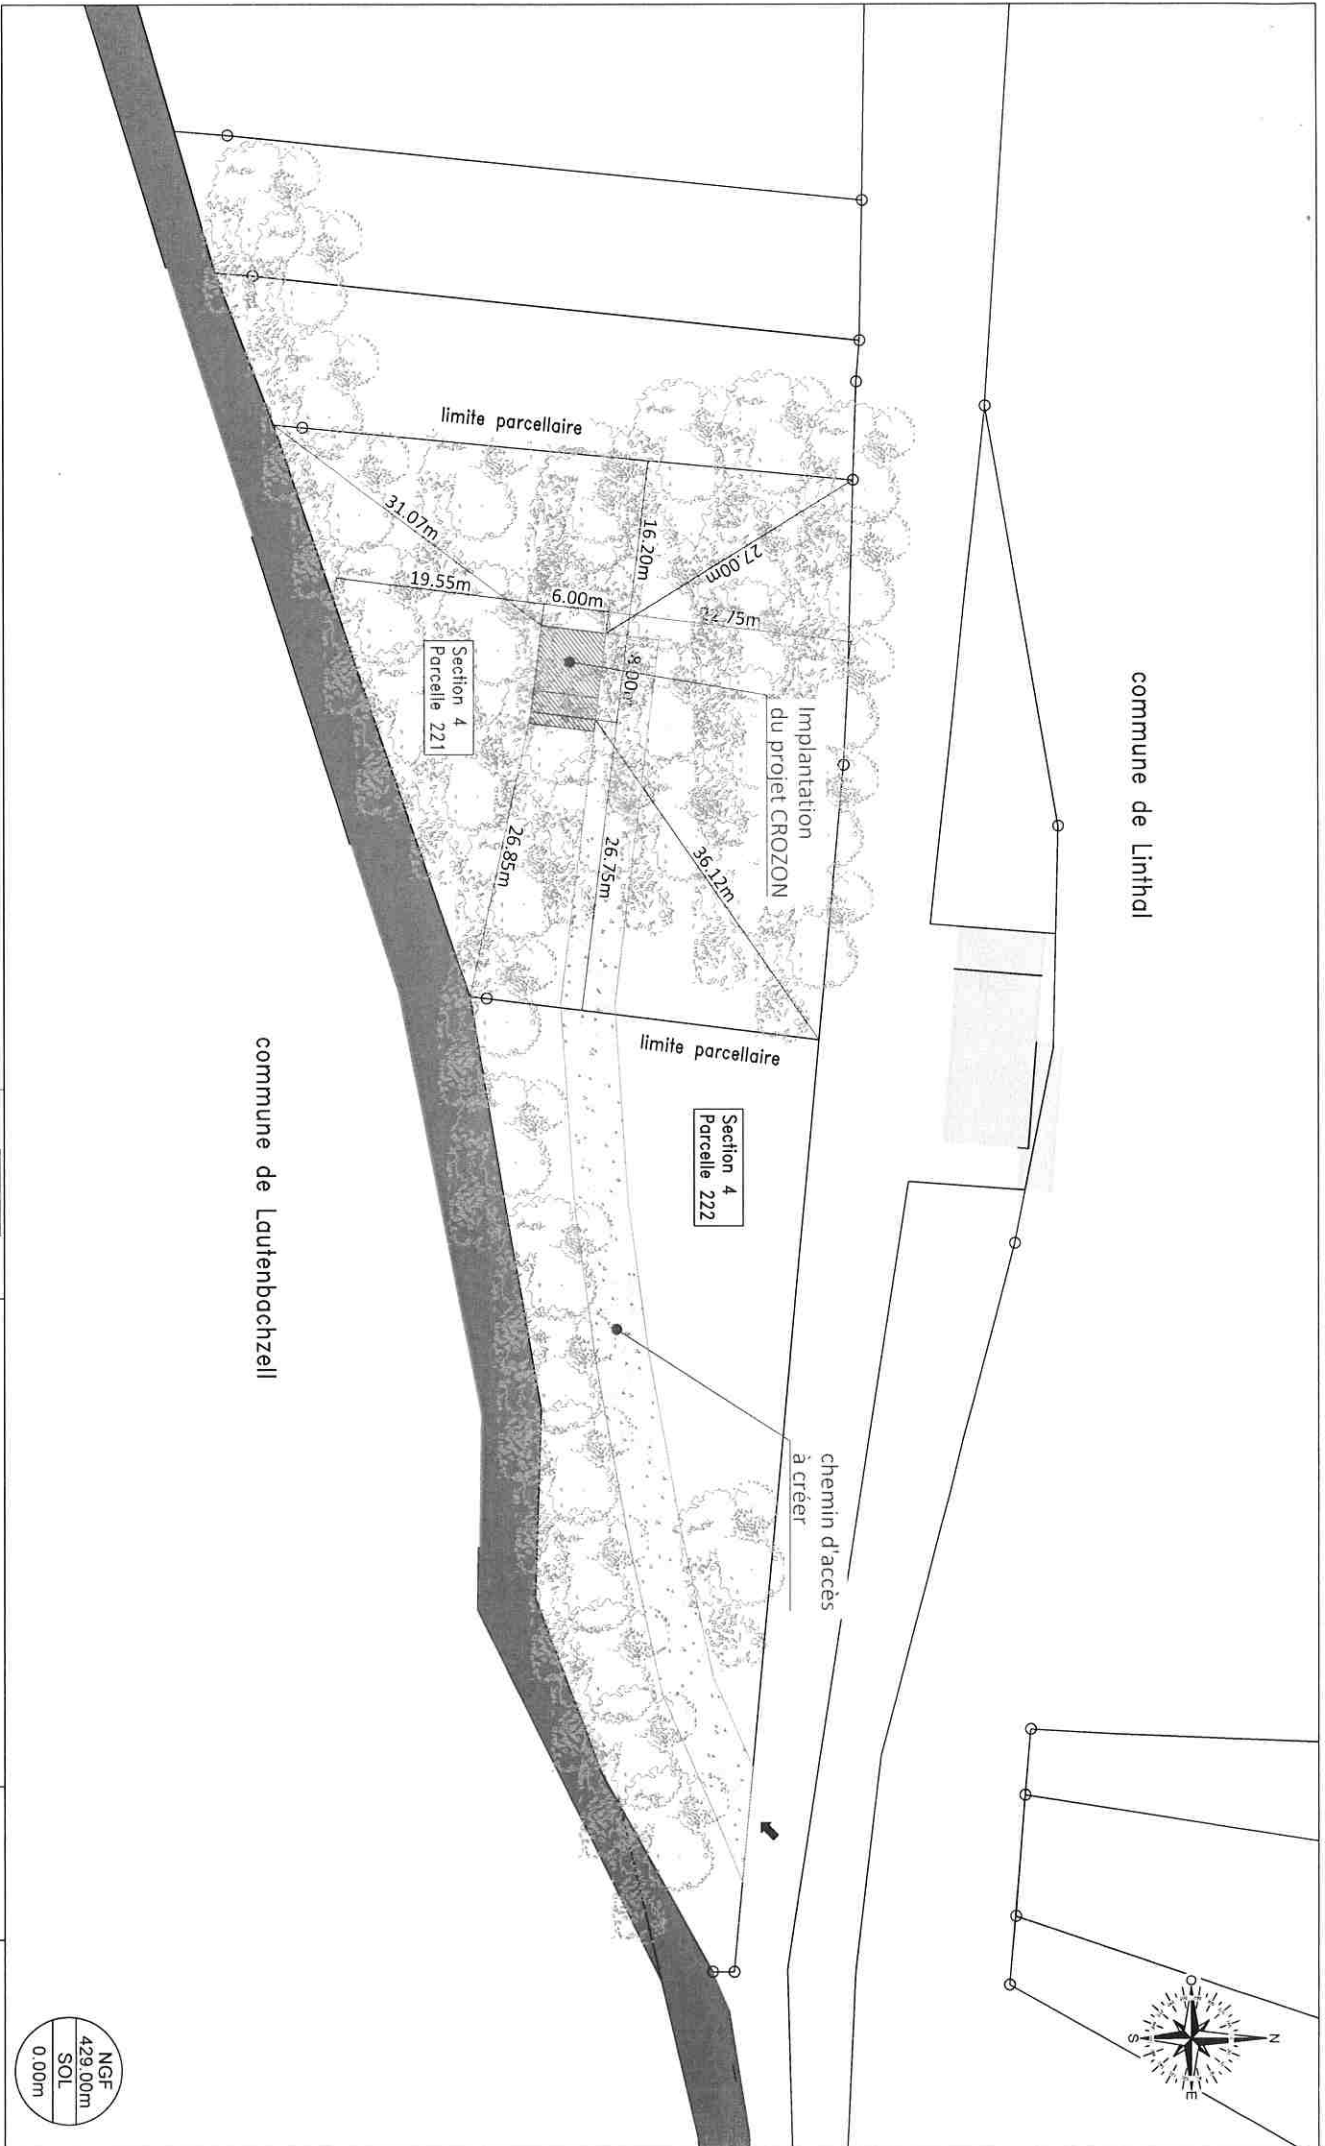 commune de Linthal
limite parcellaire
31.07m
16.20m
27.00m
19.55m
6.00m
8.00m
Section 4
Parcelle 221
Implantation
du projet CROZON
26.85m
26.75m
36.12m
limite parcellaire
Section 4
Parcelle 222
commune de Lautenbachzell
chemin d'accès
à créer
N
O
E
S
NGF
429.00m
SOL
0.00m